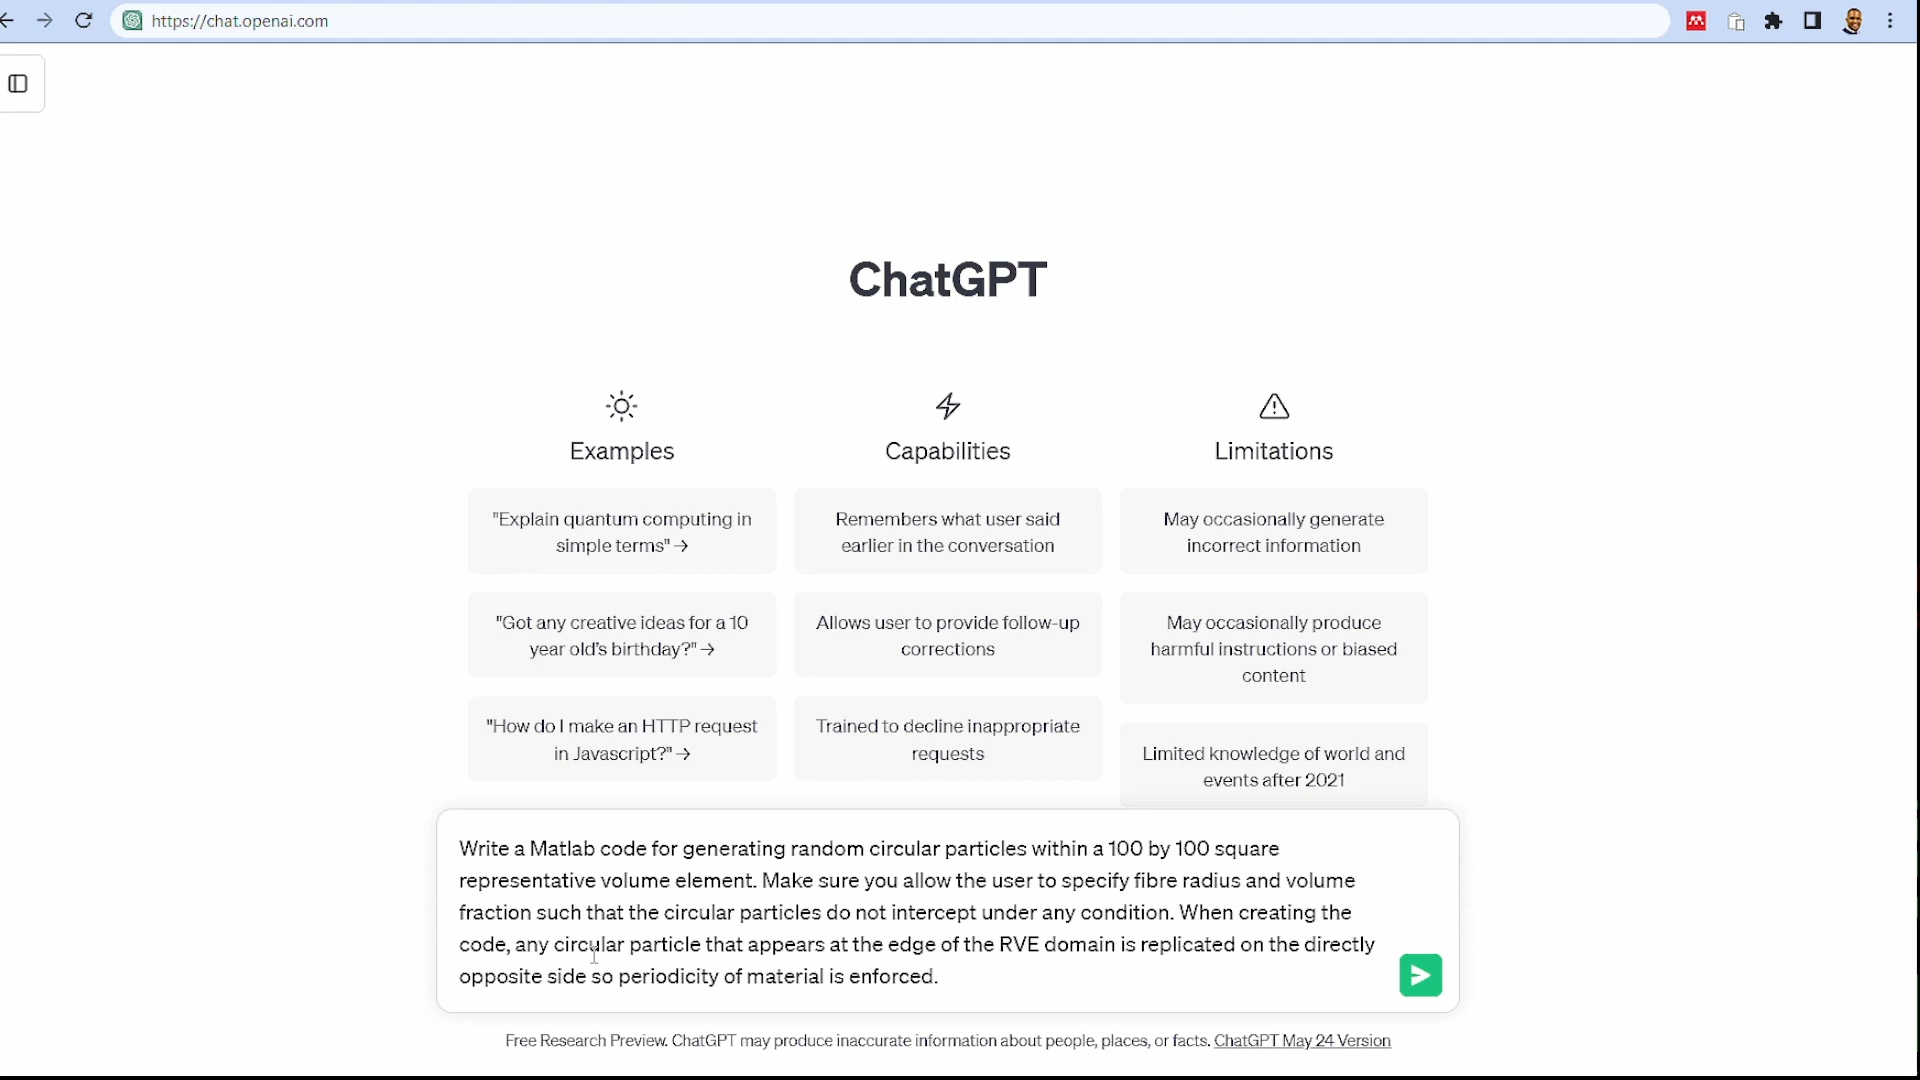 https://chat.openai.com
ChatGPT
Examples
Capabilities
Limitations
"Explain quantum computing in
simple terms" →
Remembers what user said
earlier in the conversation
May occasionally generate
incorrect information
"Got any creative ideas for a 10
year old's birthday?" →
Allows user to provide follow-up
corrections
May occasionally produce
harmful instructions or biased
content
"How do I make an HTTP request
in Javascript?" →
Trained to decline inappropriate
requests
Limited knowledge of world and
events after 2021
Write a Matlab code for generating random circular particles within a 100 by 100 square
representative volume element. Make sure you allow the user to specify fibre radius and volume
fraction such that the circular particles do not intercept under any condition. When creating the
code, any circular particle that appears at the edge of the RVE domain is replicated on the directly
opposite side so periodicity of material is enforced.
Free Research Preview. ChatGPT may produce inaccurate information about people, places, or facts. ChatGPT May 24 Version